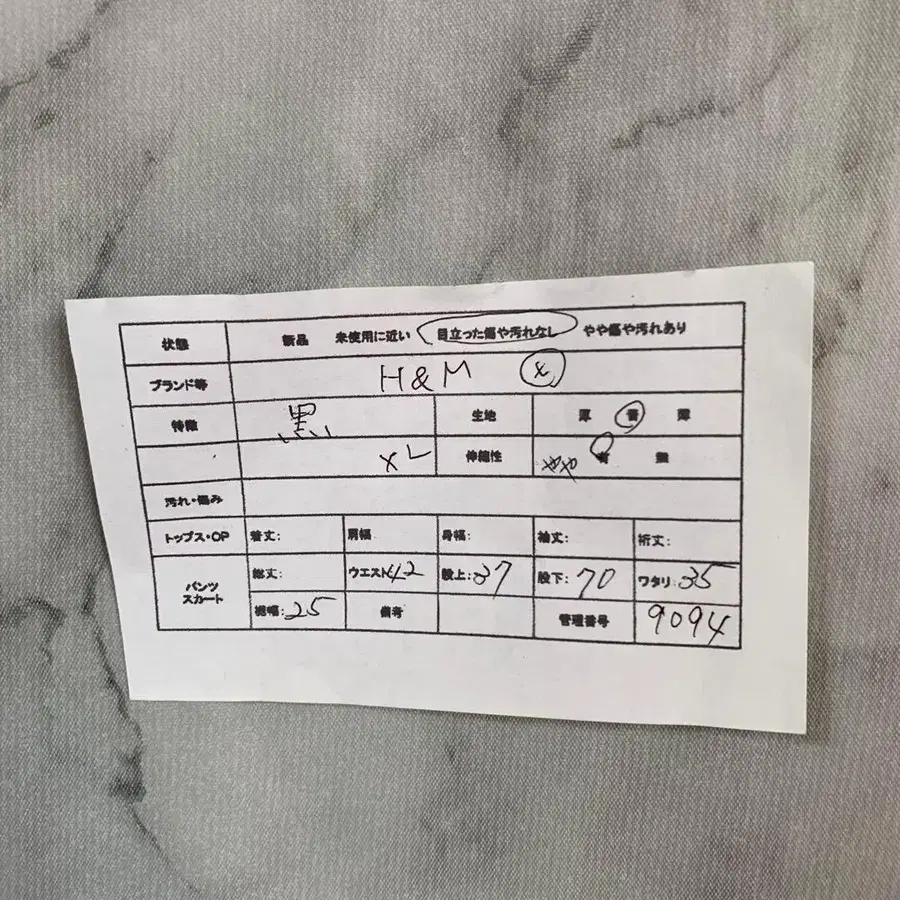 状態 新品 未使用に近い 目立った傷や汚れなし やや傷や汚れあり
ブランド等 H&M
特徴 黒 生地 厚 普 薄
XL 伸縮性 やや 有 無
汚れ・傷み
トップス・OP 着丈: 肩幅: 身幅: 袖丈: 裄丈:
パンツ
スカート
総丈: ウエスト42 股上:37 股下:70 ワタリ:35
裾幅:25 備考 管理番号 9094